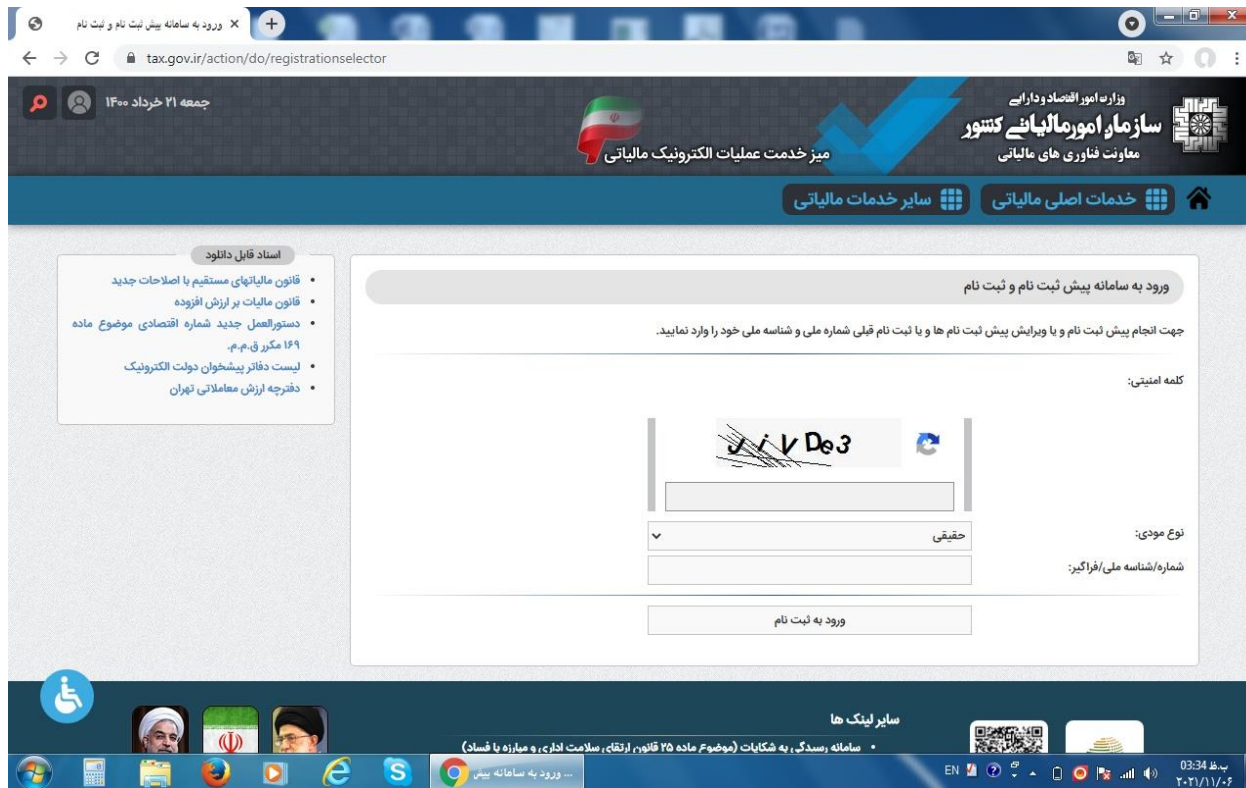 ورود به سامانه پیش ثبت نام و ثبت نام
tax.gov.ir/action/do/registrationselector
جمعه ۲۱ خرداد ۱۴۰۰
وزارت امور اقتصاد و دارایی
سازمان امور مالیاتی کشور
معاونت فناوری های مالیاتی
میز خدمت عملیات الکترونیک مالیاتی
خدمات اصلی مالیاتی
سایر خدمات مالیاتی
ورود به سامانه پیش ثبت نام و ثبت نام
جهت انجام پیش ثبت نام و یا ویرایش پیش ثبت نام ها و یا ثبت نام قبلی شماره ملی و شناسه ملی خود را وارد نمایید.
کلمه امنیتی:
JiVDe3
نوع مودی:
حقیقی
شماره/شناسه ملی/فراگیر:
ورود به ثبت نام
اسناد قابل دانلود
قانون مالیاتهای مستقیم با اصلاحات جدید
قانون مالیات بر ارزش افزوده
دستورالعمل جدید شماره اقتصادی موضوع ماده
۱۶۹ مکرر ق.م.م.
لیست دفاتر پیشخوان دولت الکترونیک
دفترچه ارزش معاملاتی تهران
سایر لینک ها
سامانه رسیدگی به شکایات (موضوع ماده ۲۵ قانون ارتقای سلامت اداری و مبارزه با فساد)
ورود به سامانه پیش ...
EN
03:34 ب.ظ
۲۰۲۱/۱۱/۰۶